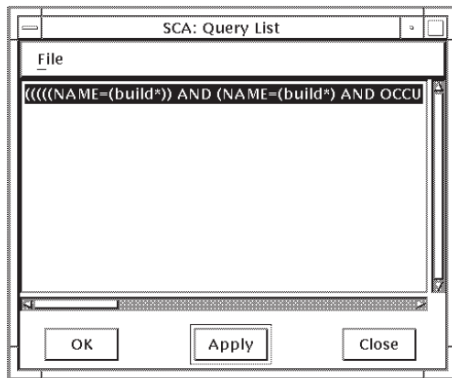 SCA: Query List
File
(((((NAME=(build*)) AND (NAME=(build*) AND OCCU
OK Apply Close